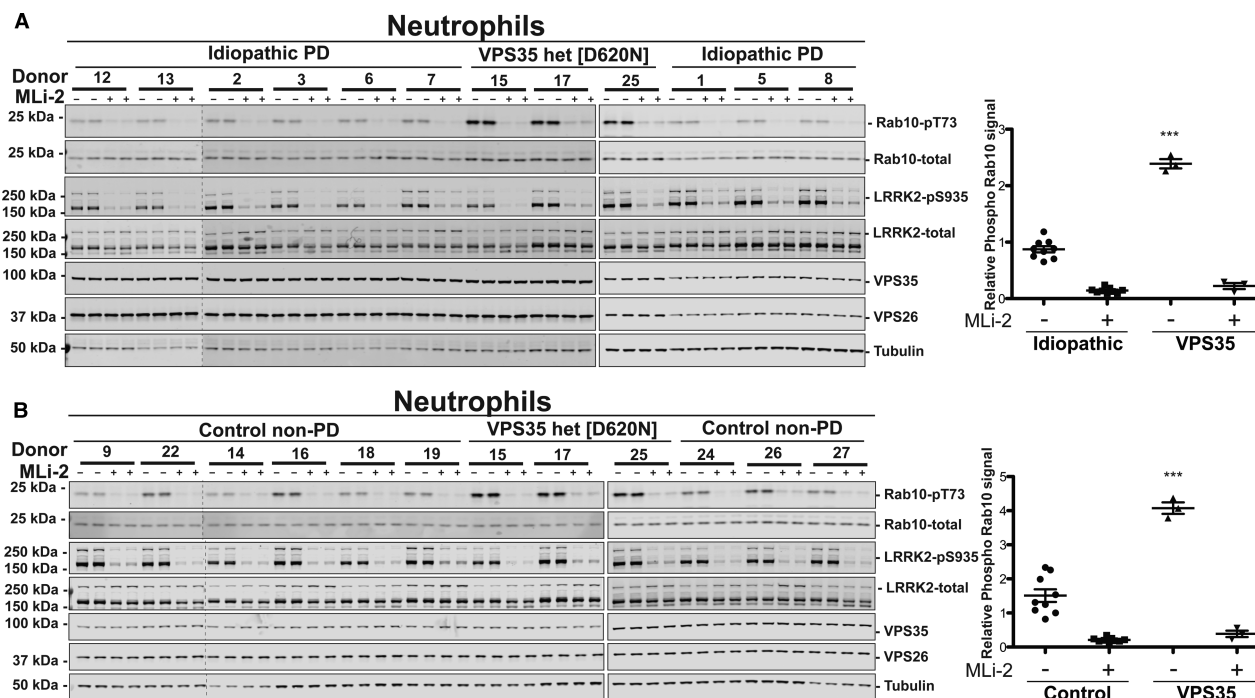 A
Neutrophils
Idiopathic PD VPS35 het [D620N] Idiopathic PD
Donor 12 13 2 3 6 7 15 17 25 1 5 8
MLi-2 - - + + - - + + - - + + - - + + - - + + - - + + - - + + - - + + - - + + - - + + - - + + - - + +
25 kDa - - Rab10-pT73
25 kDa - - Rab10-total
250 kDa - - LRRK2-pS935
150 kDa -
250 kDa - - LRRK2-total
150 kDa -
100 kDa - - VPS35
37 kDa - - VPS26
50 kDa - - Tubulin
Relative Phospho Rab10 signal
3
2
1
0
***
MLi-2 - + - +
Idiopathic VPS35
B
Neutrophils
Control non-PD VPS35 het [D620N] Control non-PD
Donor 9 22 14 16 18 19 15 17 25 24 26 27
MLi-2 - - + + - - + + - - + + - - + + - - + + - - + + - - + + - - + + - - + + - - + + - - + + - - + +
25 kDa - - Rab10-pT73
25 kDa - - Rab10-total
250 kDa - - LRRK2-pS935
150 kDa -
250 kDa - - LRRK2-total
150 kDa -
100 kDa - - VPS35
37 kDa - - VPS26
50 kDa - - Tubulin
Relative Phospho Rab10 signal
5
4
3
2
1
0
***
MLi-2 - + - +
Control VPS35